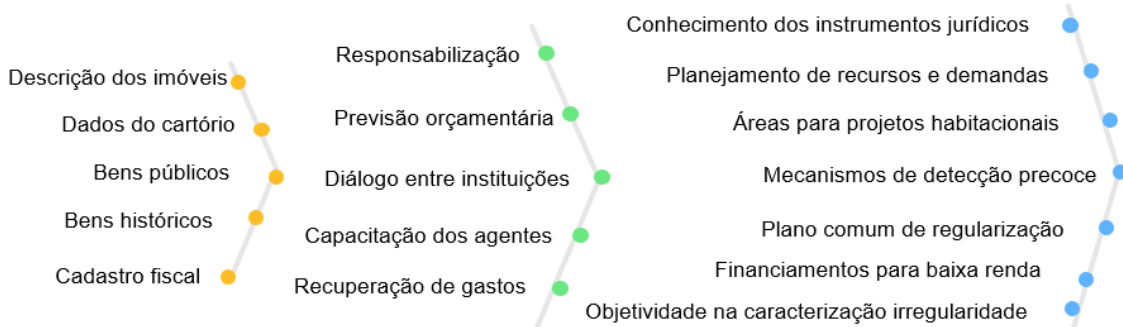 Descrição dos imóveis
Dados do cartório
Bens públicos
Bens históricos
Cadastro fiscal
Responsabilização
Previsão orçamentária
Diálogo entre instituições
Capacitação dos agentes
Recuperação de gastos
Conhecimento dos instrumentos jurídicos
Planejamento de recursos e demandas
Áreas para projetos habitacionais
Mecanismos de detecção precoce
Plano comum de regularização
Financiamentos para baixa renda
Objetividade na caracterização irregularidade